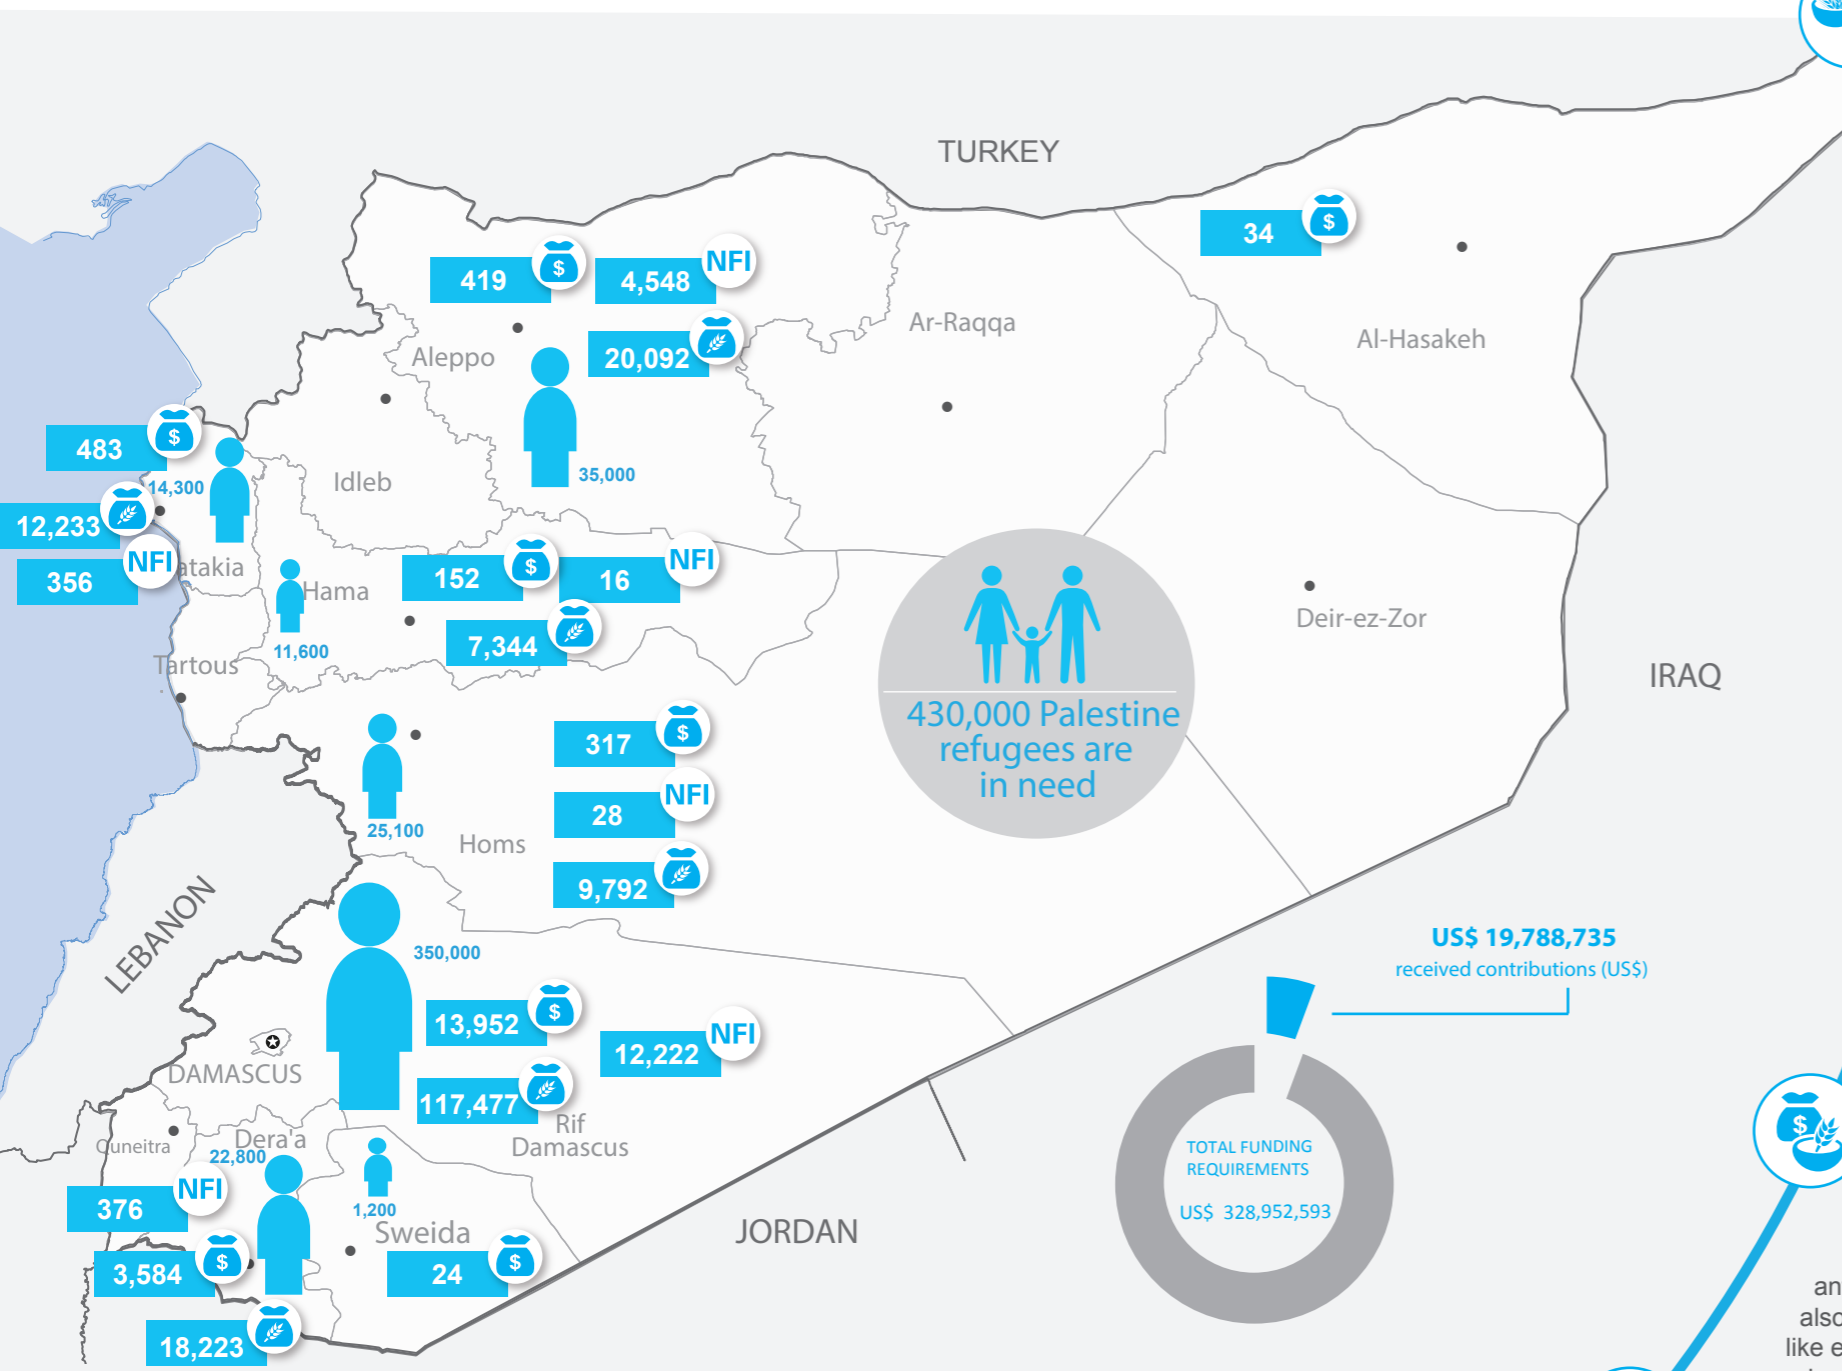 TURKEY
34
419
4,548
NFI
Ar-Raqqa
Al-Hasakeh
Aleppo
20,092
35,000
483
14,300
Idleb
12,233
NFI
356
atakia
Hama
152
16
NFI
7,344
11,600
Tartous
Deir-ez-Zor
IRAQ
430,000 Palestine
refugees are
in need
317
28
NFI
25,100
Homs
9,792
LEBANON
350,000
US$ 19,788,735
received contributions (US$)
13,952
12,222
NFI
DAMASCUS
117,477
Rif
Damascus
Quneitra
Dera'a
22,800
TOTAL FUNDING
REQUIREMENTS
US$ 328,952,593
NFI
376
1,200
Sweida
JORDAN
3,584
24
18,223
an
also
like e